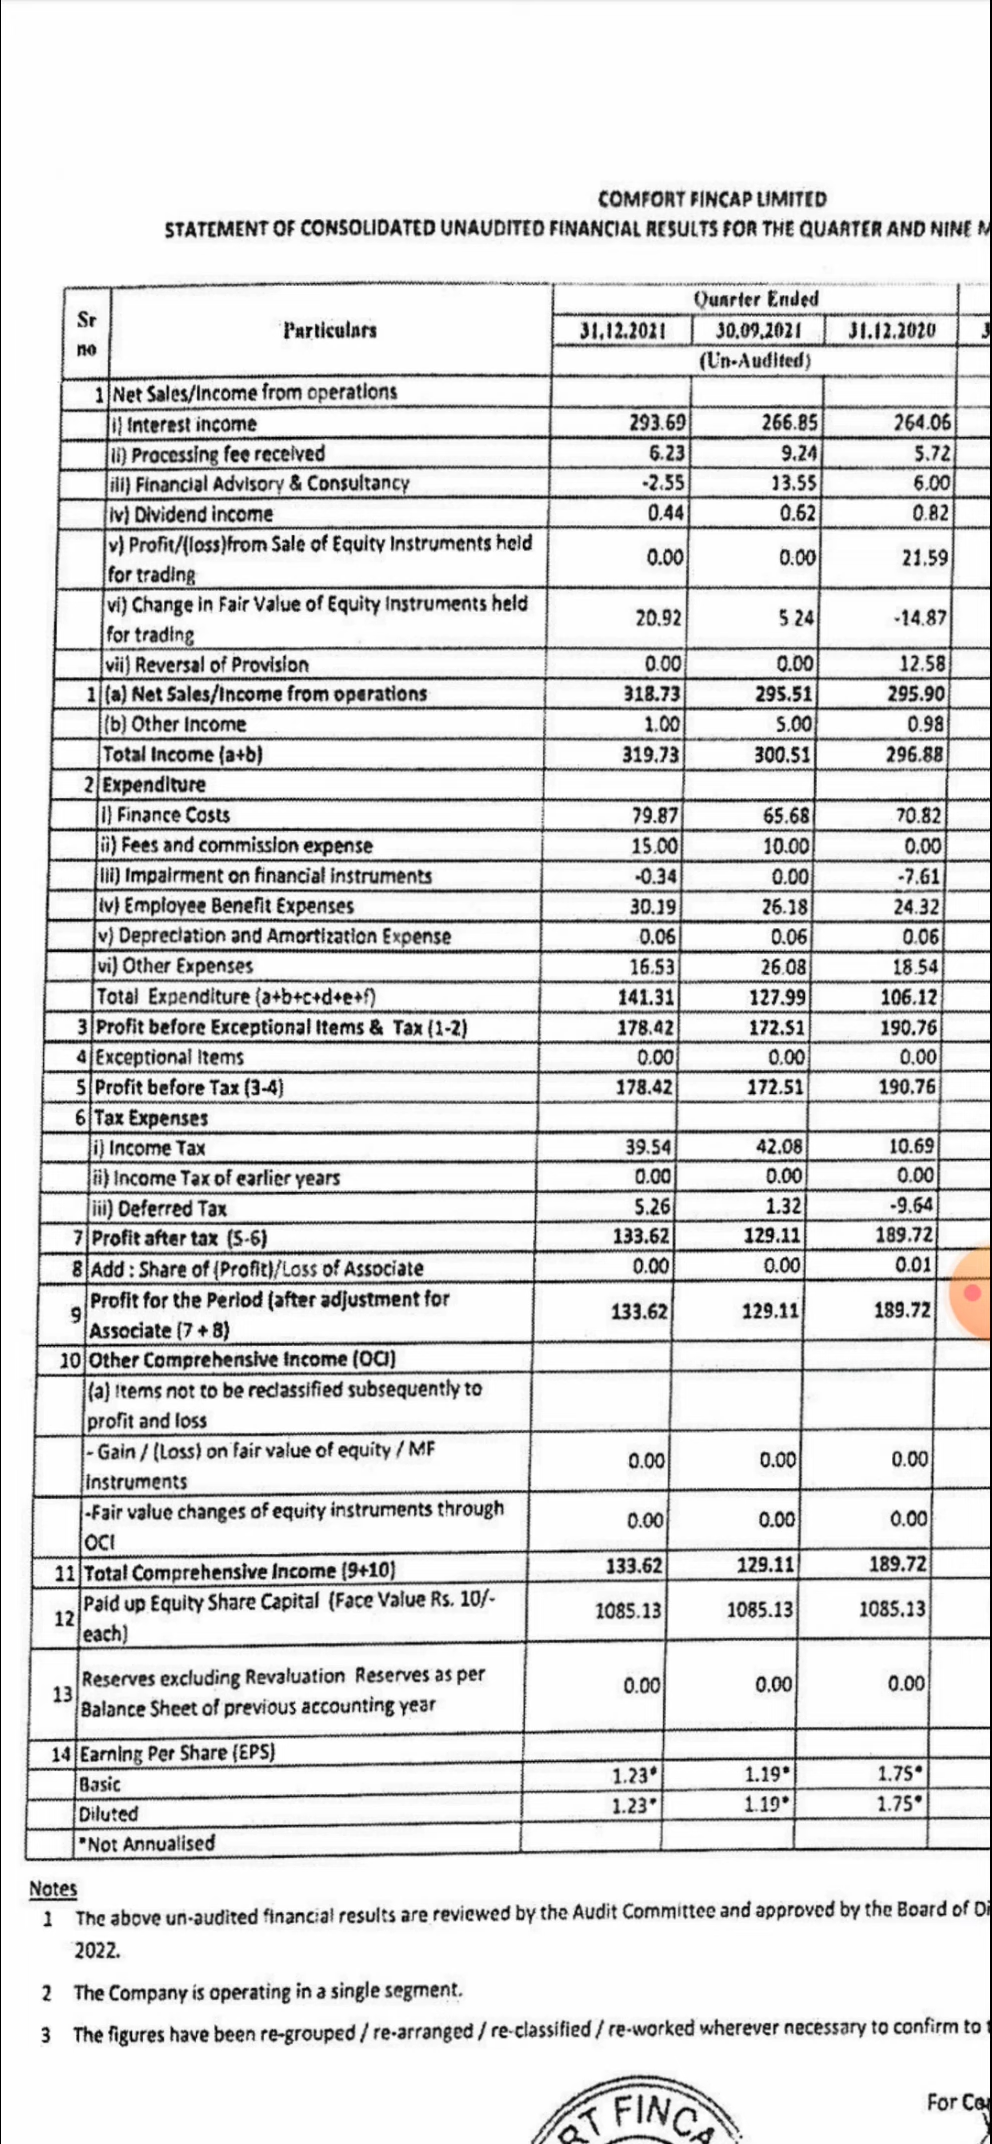 COMFORT FINCAP LIMITED
STATEMENT OF CONSOLIDATED UNAUDITED FINANCIAL RESULTS FOR THE QUARTER AND NINE M
Sr no Particulars Quarter Ended
31.12.2021 30.09.2021 31.12.2020 3
(Un-Audited)
1 Net Sales/Income from operations
i) Interest income 293.69 266.85 264.06
ii) Processing fee received 6.23 9.24 5.72
iii) Financial Advisory & Consultancy -2.55 13.55 6.00
iv) Dividend income 0.44 0.62 0.82
v) Profit/(loss)from Sale of Equity Instruments held
for trading 0.00 0.00 21.59
vi) Change in Fair Value of Equity Instruments held
for trading 20.92 5 24 -14.87
vii) Reversal of Provision 0.00 0.00 12.58
1 (a) Net Sales/Income from operations 318.73 295.51 295.90
(b) Other Income 1.00 5.00 0.98
Total Income (a+b) 319.73 300.51 296.88
2 Expenditure
i) Finance Costs 79.87 65.68 70.82
ii) Fees and commission expense 15.00 10.00 0.00
iii) Impairment on financial instruments -0.34 0.00 -7.61
iv) Employee Benefit Expenses 30.19 26.18 24.32
v) Depreciation and Amortization Expense 0.06 0.06 0.06
vi) Other Expenses 16.53 26.08 18.54
Total Expenditure (a+b+c+d+e+f) 141.31 127.99 106.12
3 Profit before Exceptional Items & Tax (1-2) 178.42 172.51 190.76
4 Exceptional Items 0.00 0.00 0.00
5 Profit before Tax (3-4) 178.42 172.51 190.76
6 Tax Expenses
i) Income Tax 39.54 42.08 10.69
ii) Income Tax of earlier years 0.00 0.00 0.00
iii) Deferred Tax 5.26 1.32 -9.64
7 Profit after tax (5-6) 133.62 129.11 189.72
8 Add : Share of (Profit)/Loss of Associate 0.00 0.00 0.01
9 Profit for the Period (after adjustment for
Associate (7 + 8) 133.62 129.11 189.72
10 Other Comprehensive Income (OCI)
(a) Items not to be reclassified subsequently to
profit and loss
- Gain / (Loss) on fair value of equity / MF
instruments 0.00 0.00 0.00
-Fair value changes of equity instruments through
OCI 0.00 0.00 0.00
11 Total Comprehensive Income (9+10) 133.62 129.11 189.72
12 Paid up Equity Share Capital (Face Value Rs. 10/-
each) 1085.13 1085.13 1085.13
13 Reserves excluding Revaluation Reserves as per
Balance Sheet of previous accounting year 0.00 0.00 0.00
14 Earning Per Share (EPS)
Basic 1.23* 1.19* 1.75*
Diluted 1.23* 1.19* 1.75*
*Not Annualised
Notes
1 The above un-audited financial results are reviewed by the Audit Committee and approved by the Board of Di
2022.
2 The Company is operating in a single segment.
3 The figures have been re-grouped / re-arranged / re-classified / re-worked wherever necessary to confirm to t
For Co
RT FINCA